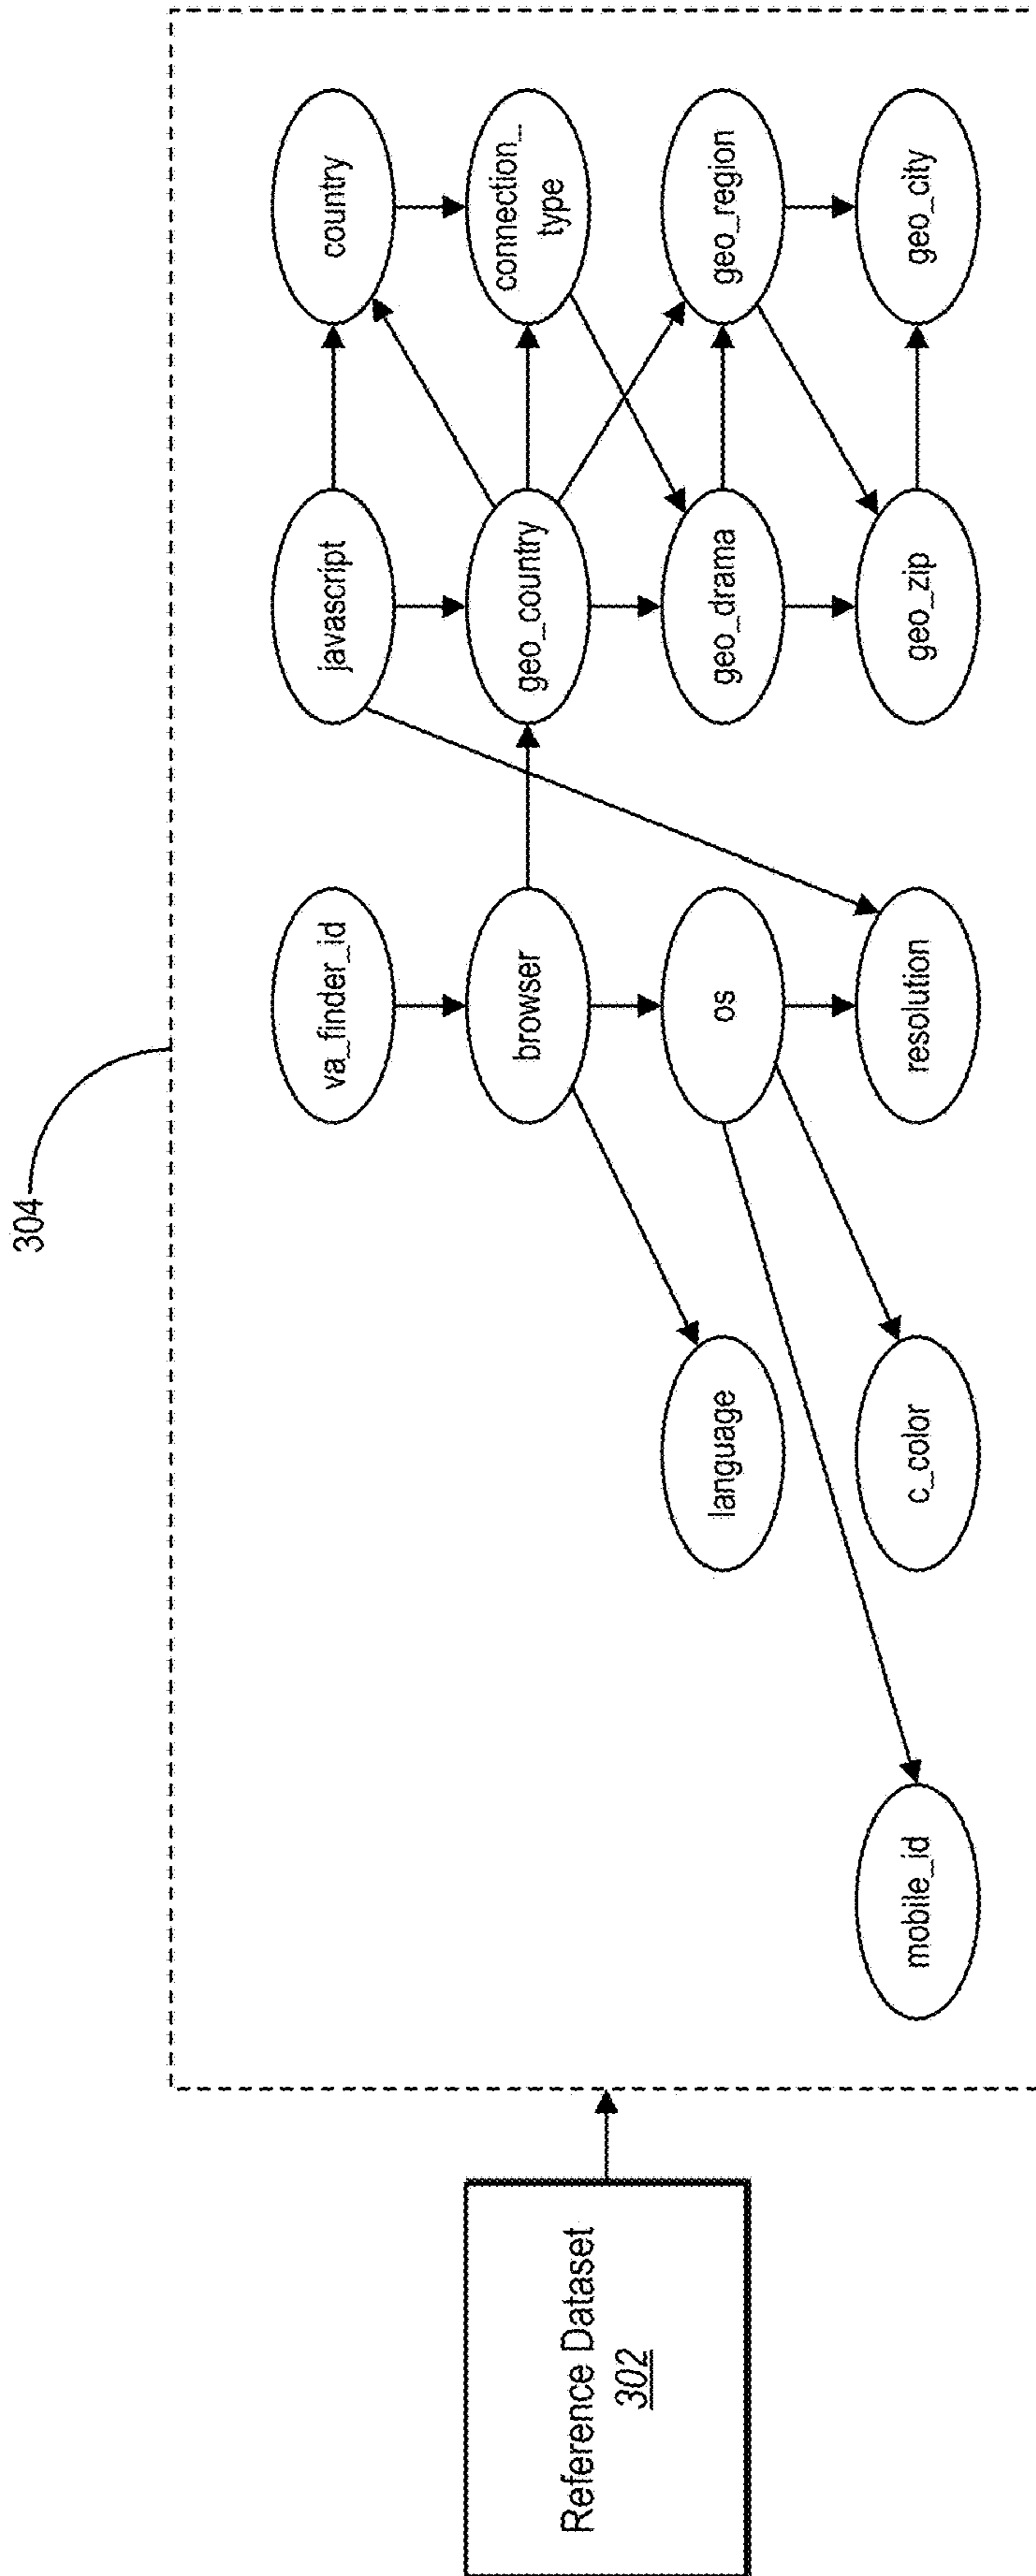 304
va_finder_id
javascript
country
browser
geo_country
connection_
type
Reference Dataset
302
language
os
geo_drama
geo_region
mobile_id
c_color
resolution
geo_zip
geo_city